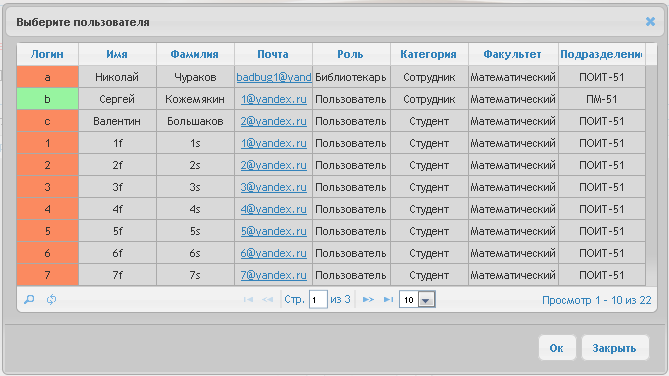 Выберите пользователя
Логин Имя Фамилия Почта Роль Категория Факультет Подразделени
a Николай Чураков badbug1@yand Библиотекарь Сотрудник Математический ПОИТ-51
b Сергей Кожемякин 1@yandex.ru Пользователь Сотрудник Математический ПМ-51
c Валентин Большаков 2@yandex.ru Пользователь Студент Математический ПОИТ-51
1 1f 1s 1@yandex.ru Пользователь Студент Математический ПОИТ-51
2 2f 2s 2@yandex.ru Пользователь Студент Математический ПОИТ-51
3 3f 3s 3@yandex.ru Пользователь Студент Математический ПОИТ-51
4 4f 4s 4@yandex.ru Пользователь Студент Математический ПОИТ-51
5 5f 5s 5@yandex.ru Пользователь Студент Математический ПОИТ-51
6 6f 6s 6@yandex.ru Пользователь Студент Математический ПОИТ-51
7 7f 7s 7@yandex.ru Пользователь Студент Математический ПОИТ-51
Стр. 1 из 3 10 Просмотр 1 - 10 из 22
Ок Закрыть